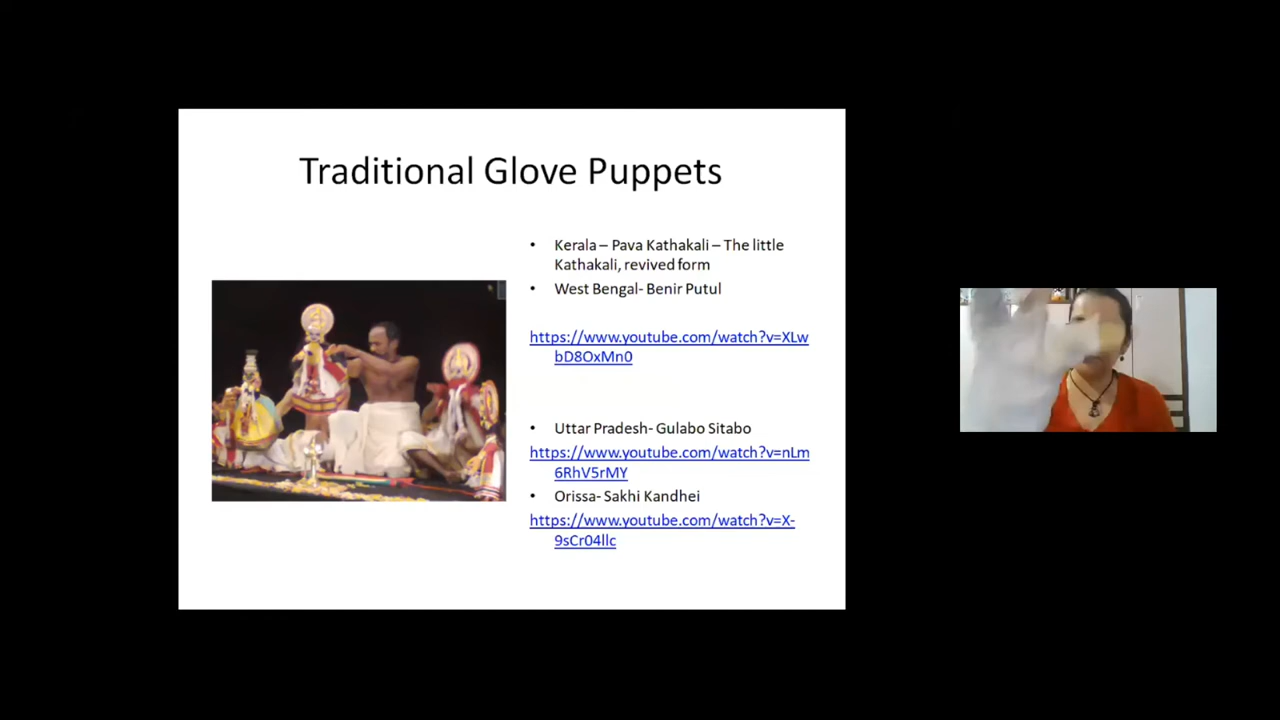 Traditional Glove Puppets
• Kerala – Pava Kathakali – The little
Kathakali, revived form
• West Bengal- Benir Putul
https://www.youtube.com/watch?v=XLw
bD8OxMn0
• Uttar Pradesh- Gulabo Sitabo
https://www.youtube.com/watch?v=nLm
6RhV5rMY
• Orissa- Sakhi Kandhei
https://www.youtube.com/watch?v=X-
9sCr04llc